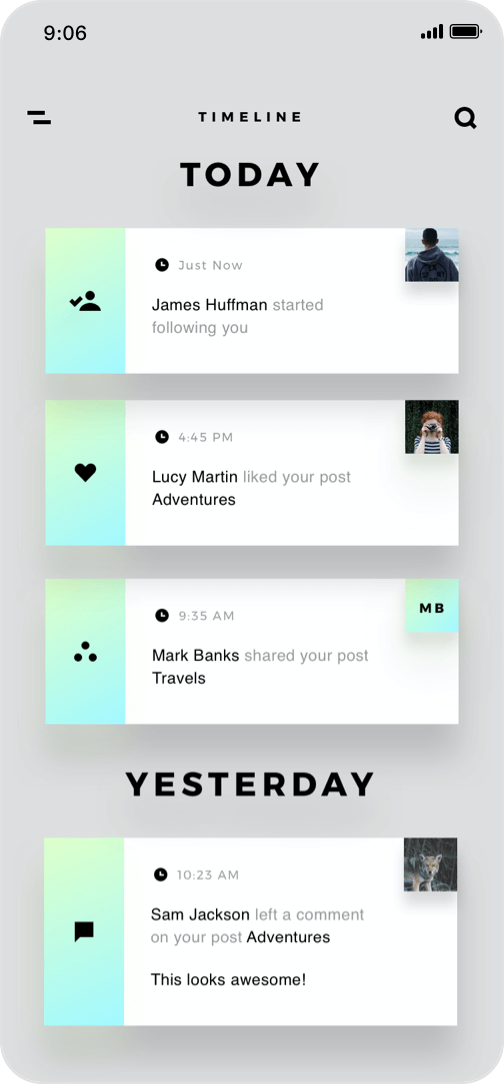 9:06
TIMELINE
TODAY
Just Now
James Huffman started
following you
4:45 PM
Lucy Martin liked your post
Adventures
9:35 AM
MB
Mark Banks shared your post
Travels
YESTERDAY
10:23 AM
Sam Jackson left a comment
on your post Adventures
This looks awesome!